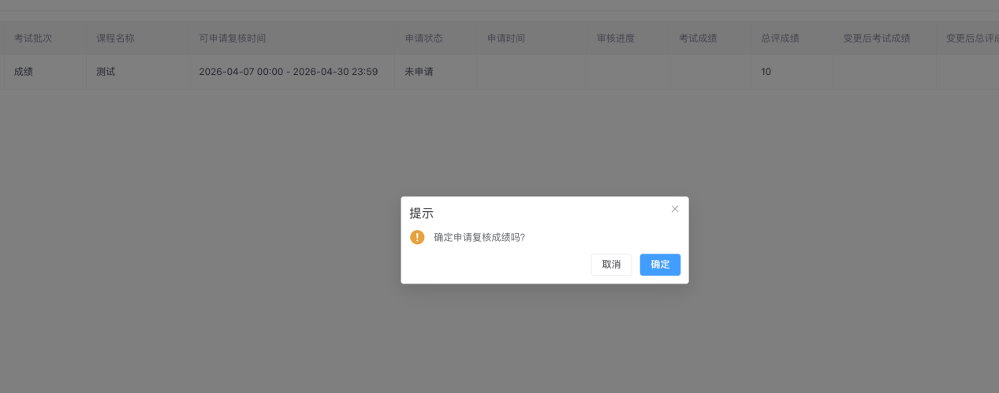 考试批次 课程名称 可申请复核时间 申请状态 申请时间 审核进度 考试成绩 总评成绩 变更后考试成绩 变更后总评
成绩 测试 2026-04-07 00:00 - 2026-04-30 23:59 未申请 10
提示
确定申请复核成绩吗?
取消 确定